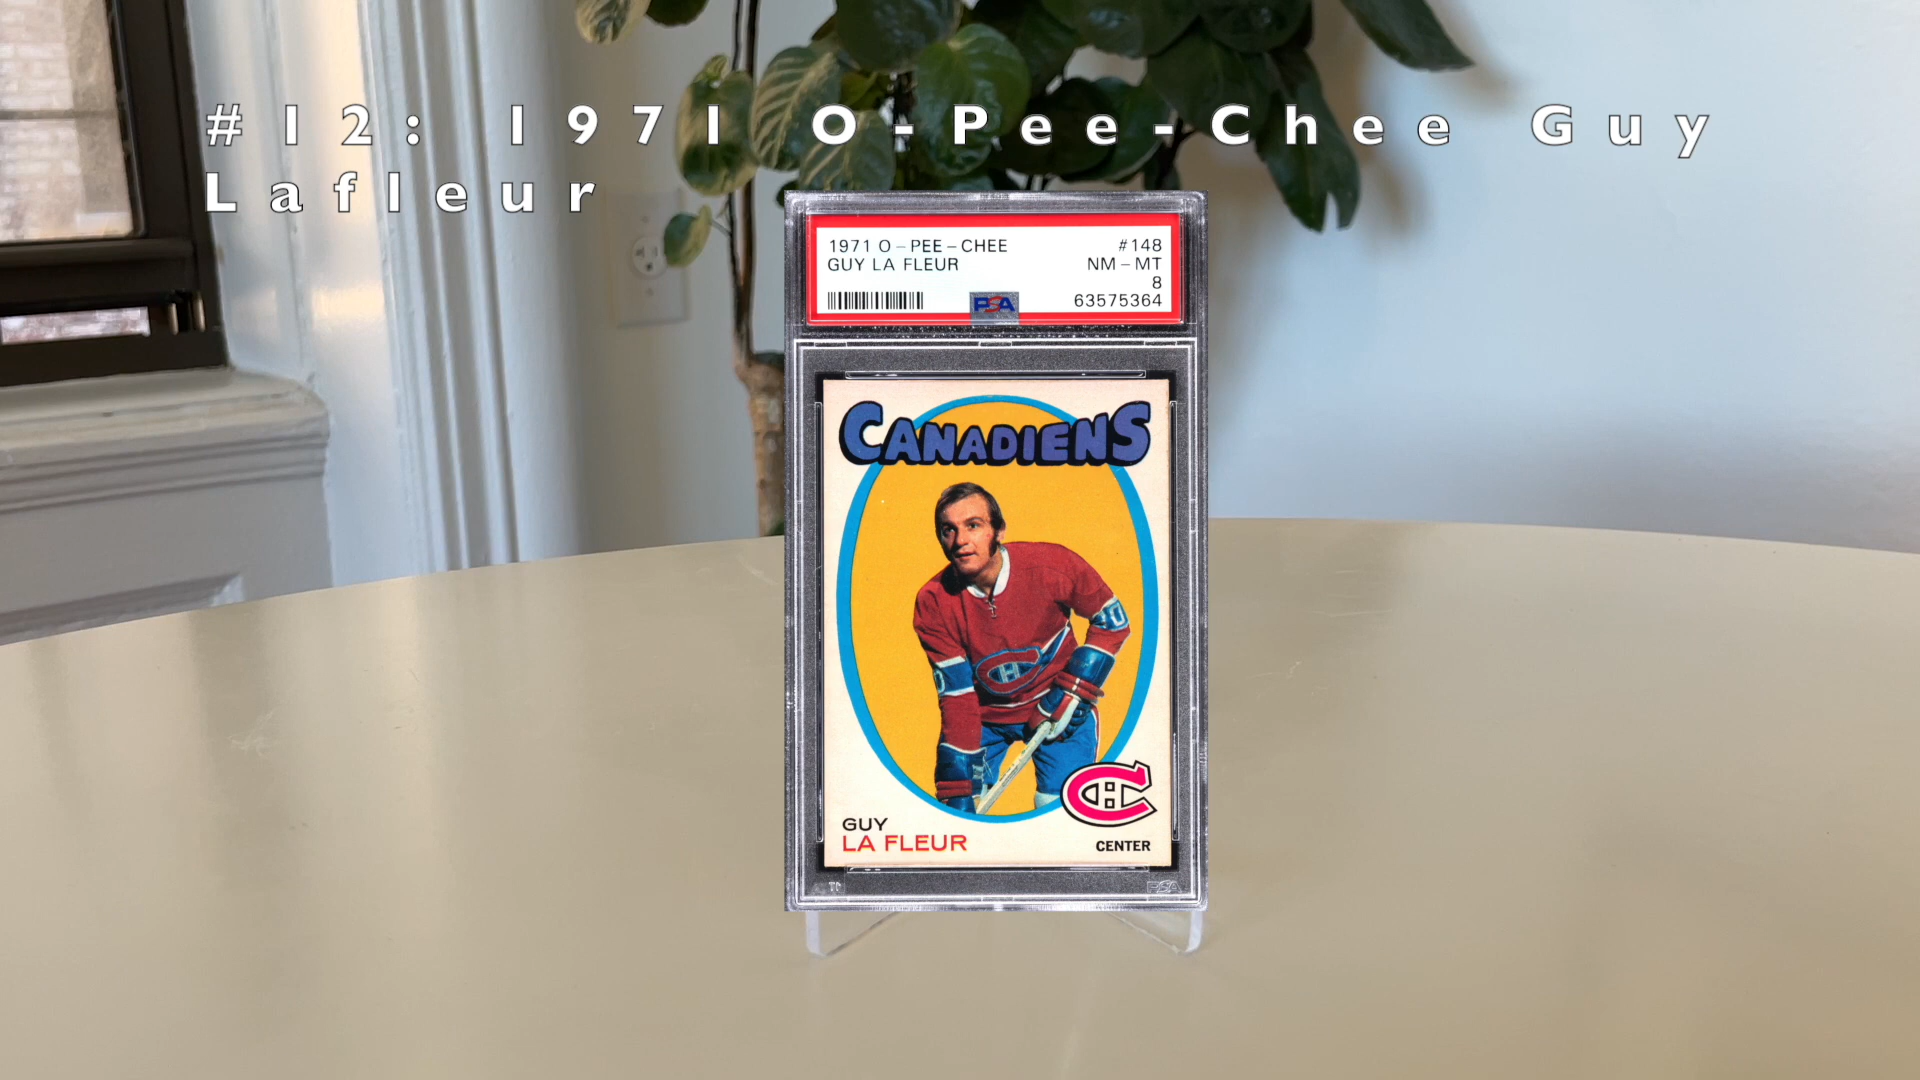 #12: 1971 O-Pee-Chee Guy
Lafleur
1971 O-PEE-CHEE #148
GUY LA FLEUR NM-MT
8
PSA 63575364
CANADIENS
GUY
LA FLEUR
CENTER
PSA